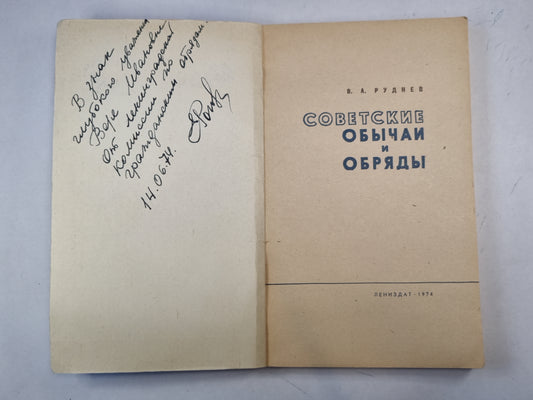 В знак
глубокого уважения
Вере Ивановне
От Ленинградской
комиссии по
гражданским обрядам.
14.06.74.
В. А. РУДНЕВ
СОВЕТСКИЕ
ОБЫЧАИ
И
ОБРЯДЫ
ЛЕНИЗДАТ · 1974